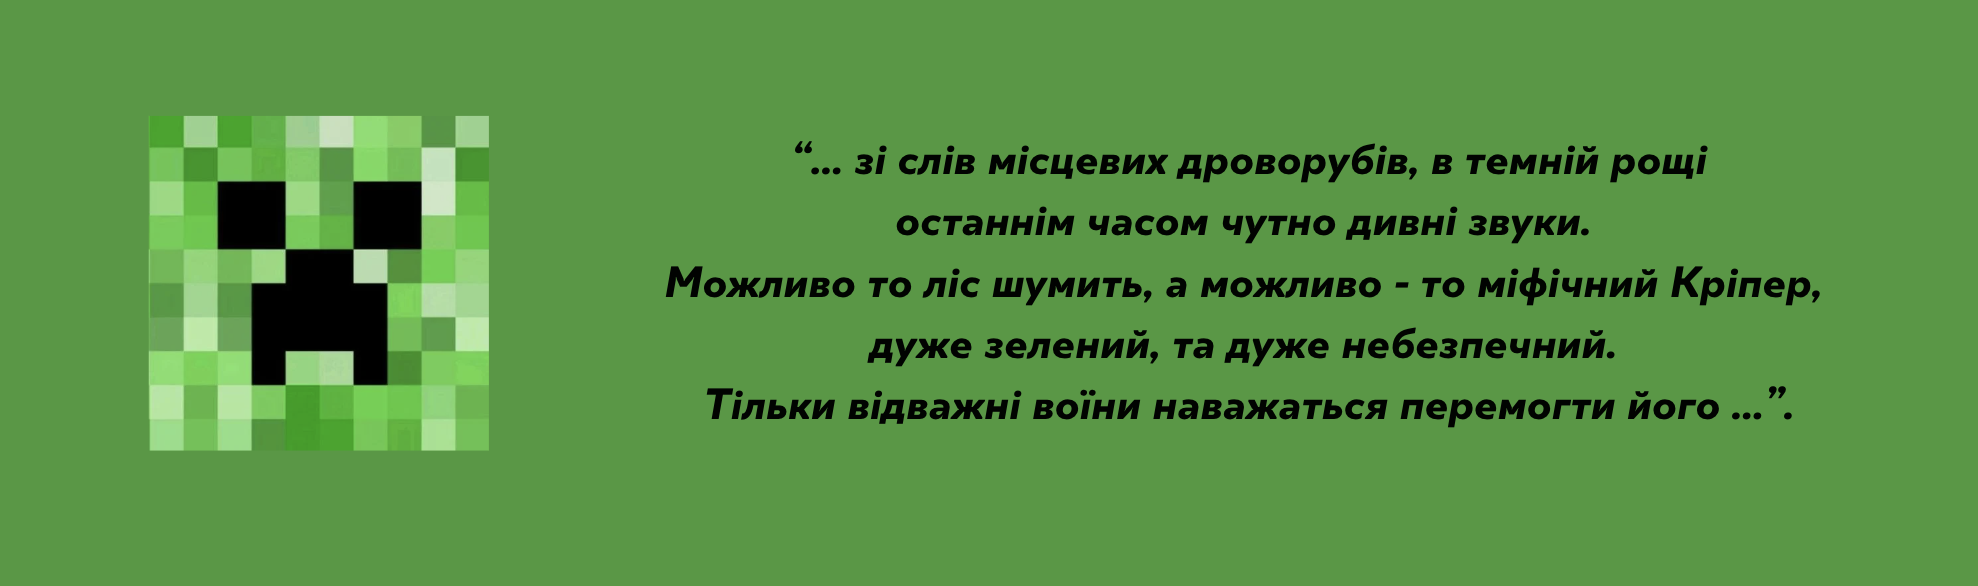 “... зі слів місцевих дроворубів, в темній рощі
останнім часом чутно дивні звуки.
Можливо то ліс шумить, а можливо - то міфічний Кріпер,
дуже зелений, та дуже небезпечний.
Тільки відважні воїни наважаться перемогти його ...”.